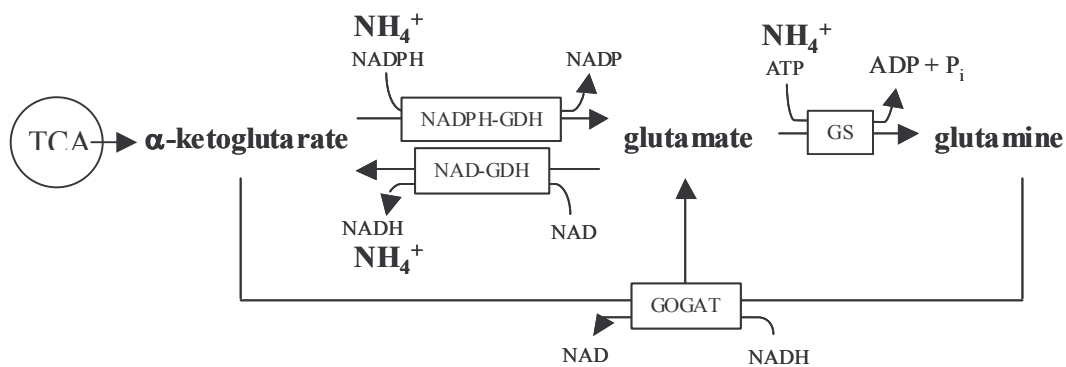 NH₄⁺
NADPH
NADP
NH₄⁺
ATP
ADP + Pᵢ
TCA
α-ketoglutarate
NADPH-GDH
glutamate
GS
glutamine
NAD-GDH
NADH
NH₄⁺
NAD
GOGAT
NAD
NADH